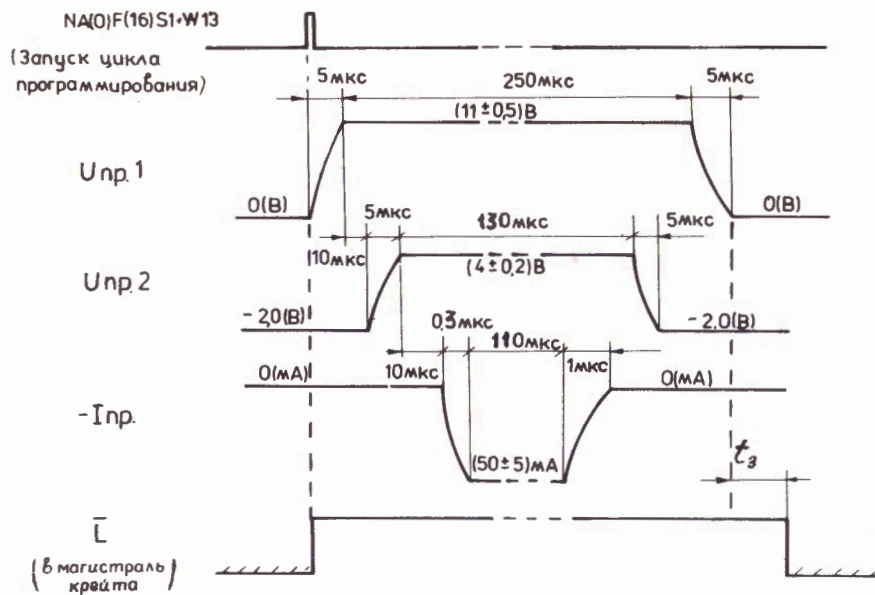 NA(0)F(16)S1+W13
(Запуск цикла
программирования)
5мкс
250мкс
5мкс
(11±0,5)В
Uпр.1
0(В)
0(В)
5мкс
130мкс
5мкс
10мкс
(4±0,2)В
Uпр.2
-2,0(В)
-2,0(В)
0,3мкс
110мкс
0(мА)
10мкс
1мкс
0(мА)
-Iпр.
(50±5)мА
tз
L̅
(в магистраль
крейта)